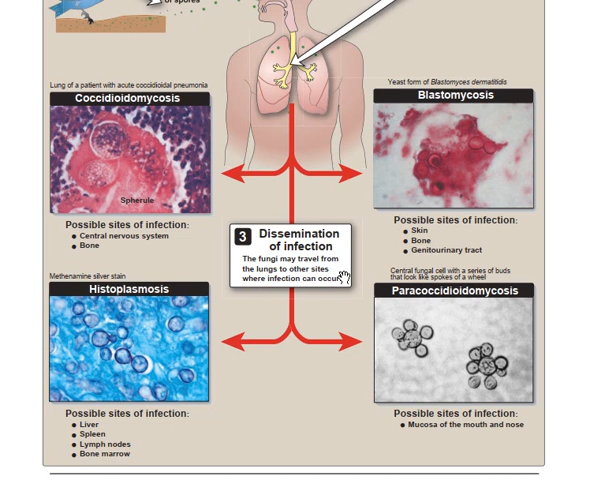 of spores
Lung of a patient with acute coccidioidal pneumonia
Coccidioidomycosis
Spherule
Possible sites of infection:
● Central nervous system
● Bone
Yeast form of Blastomyces dermatitidis
Blastomycosis
Possible sites of infection:
● Skin
● Bone
● Genitourinary tract
3 Dissemination
of infection
The fungi may travel from
the lungs to other sites
where infection can occur.
Methenamine silver stain
Histoplasmosis
Possible sites of infection:
● Liver
● Spleen
● Lymph nodes
● Bone marrow
Central fungal cell with a series of buds
that look like spokes of a wheel
Paracoccidioidomycosis
Possible sites of infection:
● Mucosa of the mouth and nose